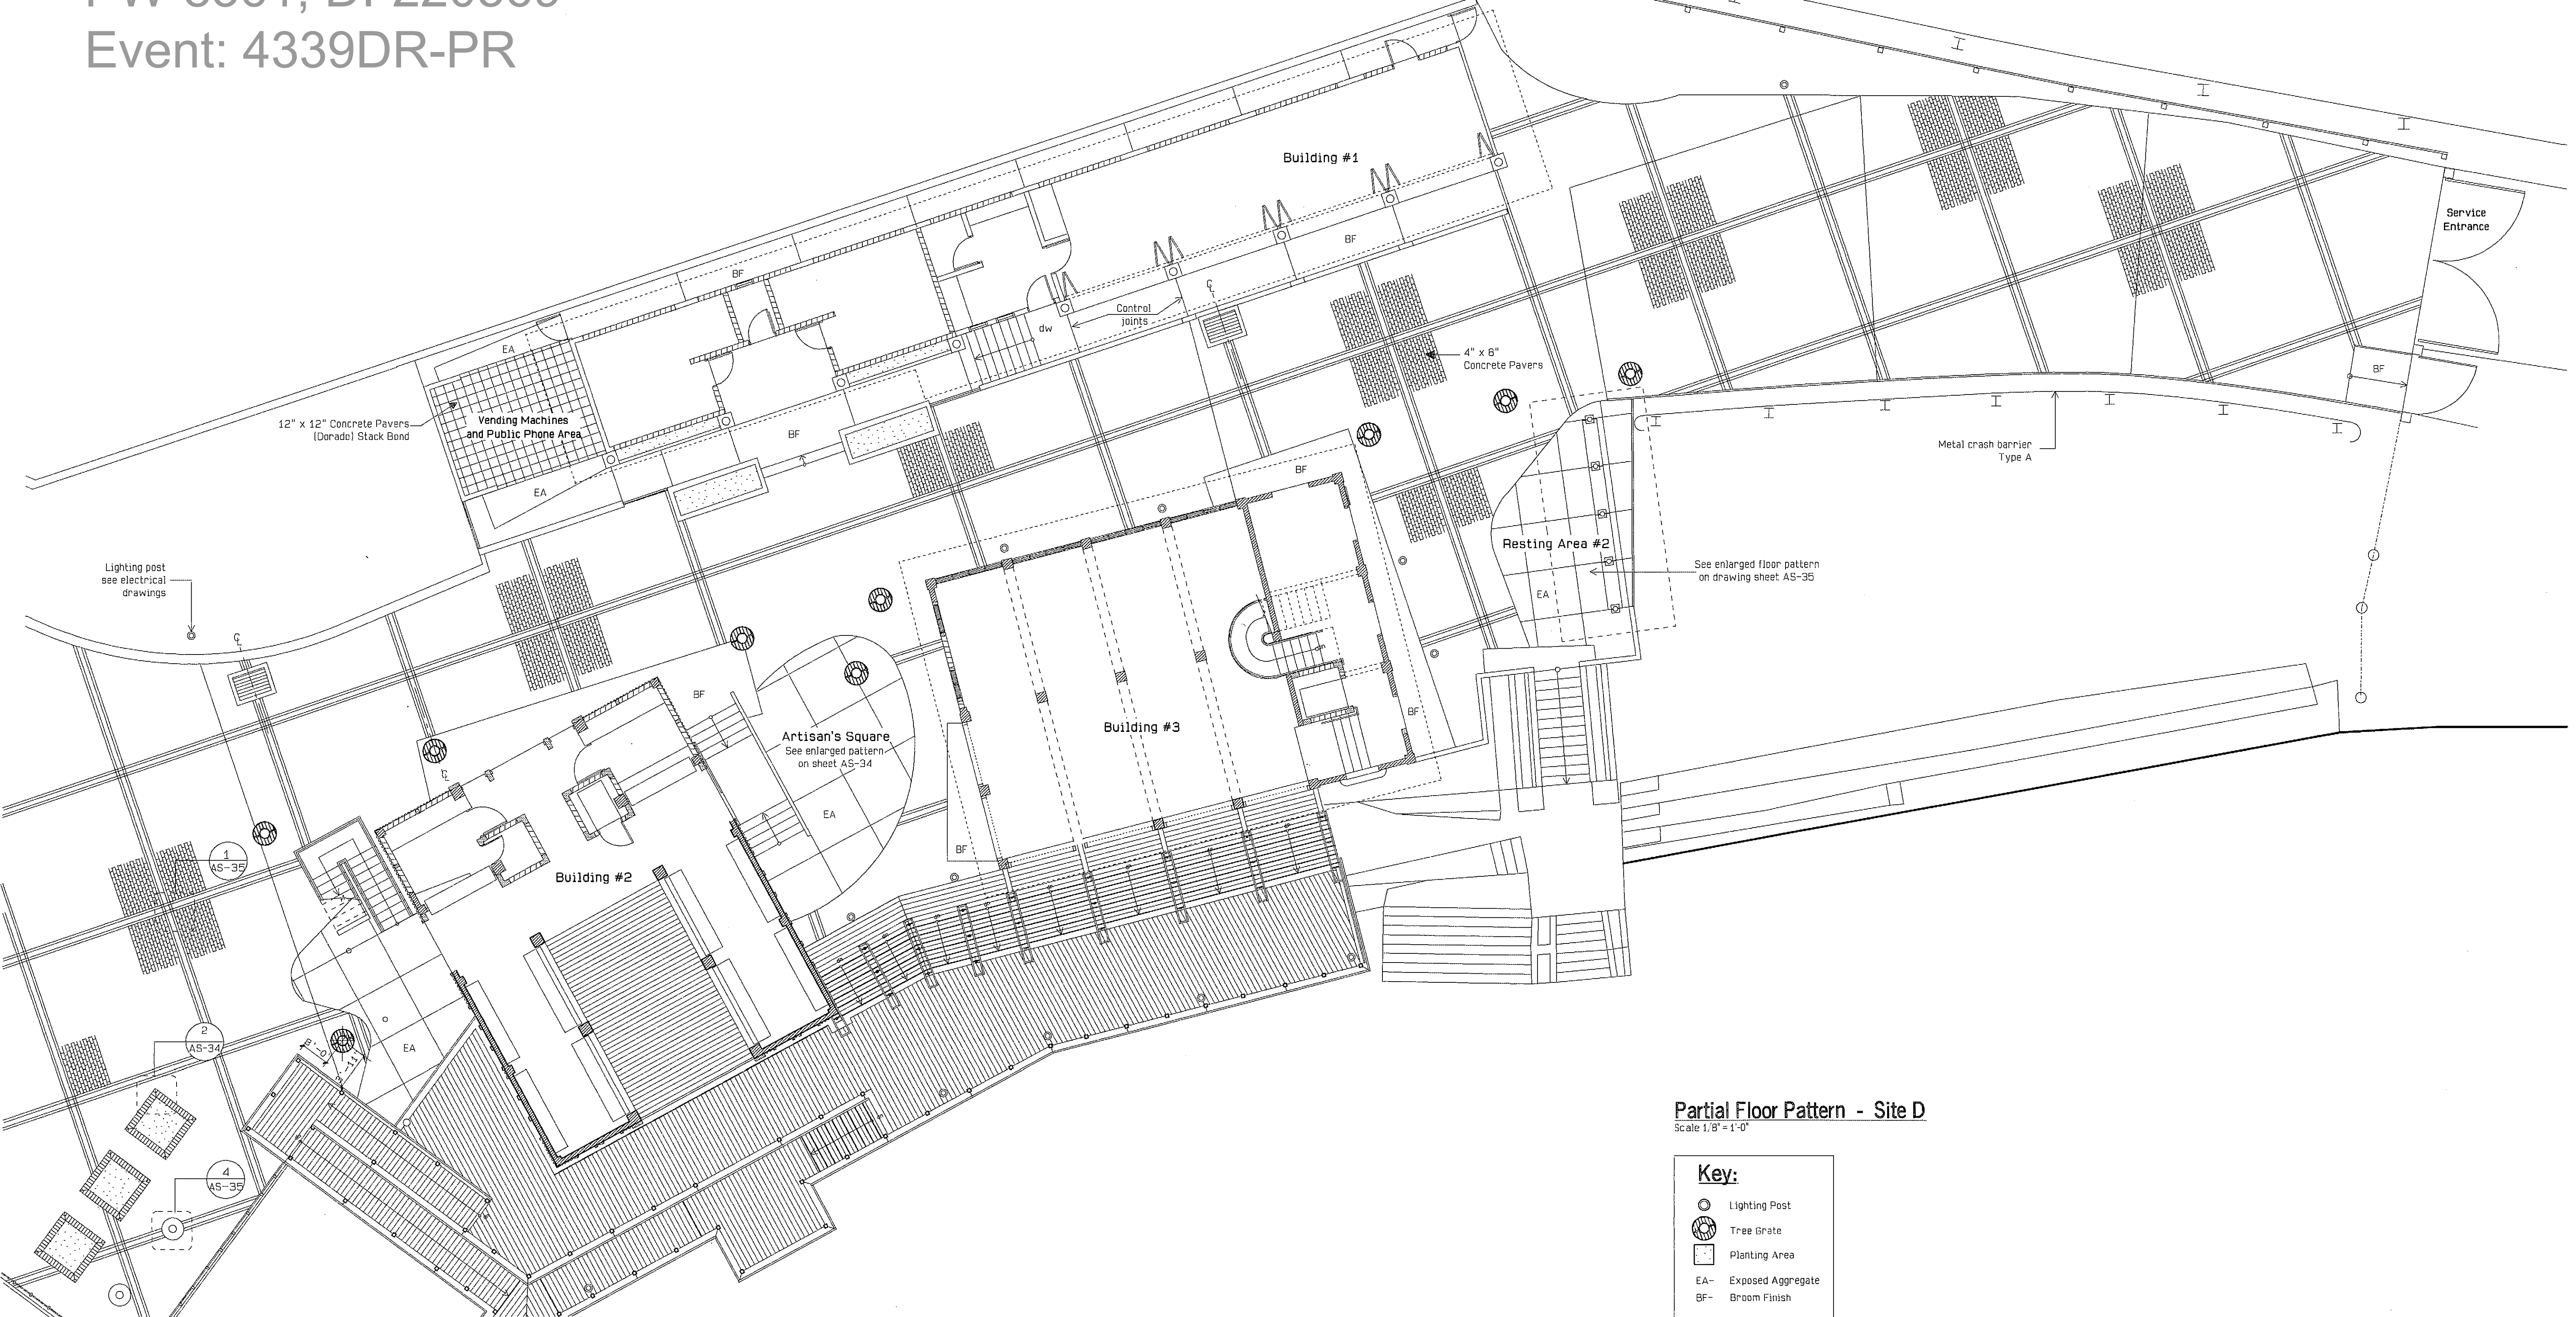 Event: 4339DR-PR
Building #1
Service
Entrance
BF
BF
Control
joints
dw
4" x 8"
Concrete Pavers
BF
EA
12" x 12" Concrete Pavers
(Dorado) Stack Bond
Vending Machines
and Public Phone Area
BF
EA
BF
Metal crash barrier
Type A
Resting Area #2
See enlarged floor pattern
on drawing sheet AS-35
EA
Lighting post
see electrical
drawings
BF
Artisan's Square
See enlarged pattern
on sheet AS-34
EA
Building #3
BF
BF
1
AS-35
Building #2
2
AS-34
EA
4
AS-35
Partial Floor Pattern - Site D
Scale 1/8" = 1'-0"
Key:
Lighting Post
Tree Grate
Planting Area
EA- Exposed Aggregate
BF- Broom Finish